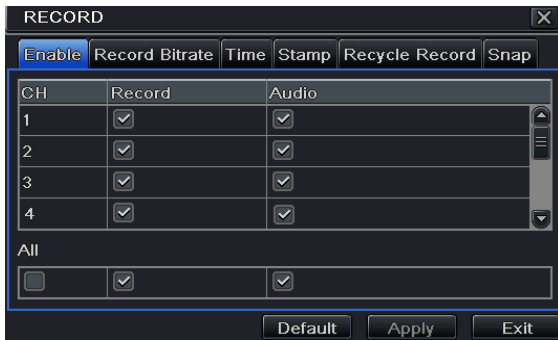 RECORD
Enable Record Bitrate Time Stamp Recycle Record Snap
CH Record Audio
1
2
3
4
All
Default Apply Exit